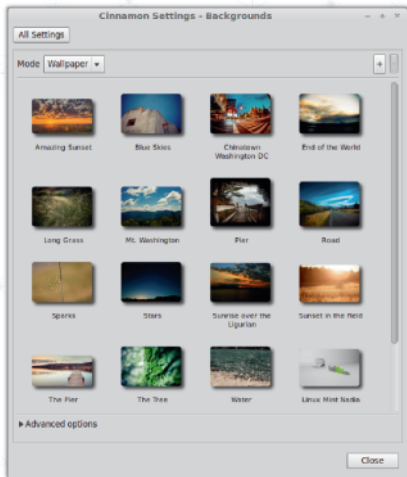 Cinnamon Settings - Backgrounds
All Settings
Mode Wallpaper
Amazing Sunset
Blue Skies
Chinatown
Washington DC
End of the World
Long Grass
Mt. Washington
Pier
Road
Sparks
Stars
Sunrise over the
Ligurian
Sunset in the field
The Pier
The Tree
Water
Linux Mint Nadia
Advanced options
Close